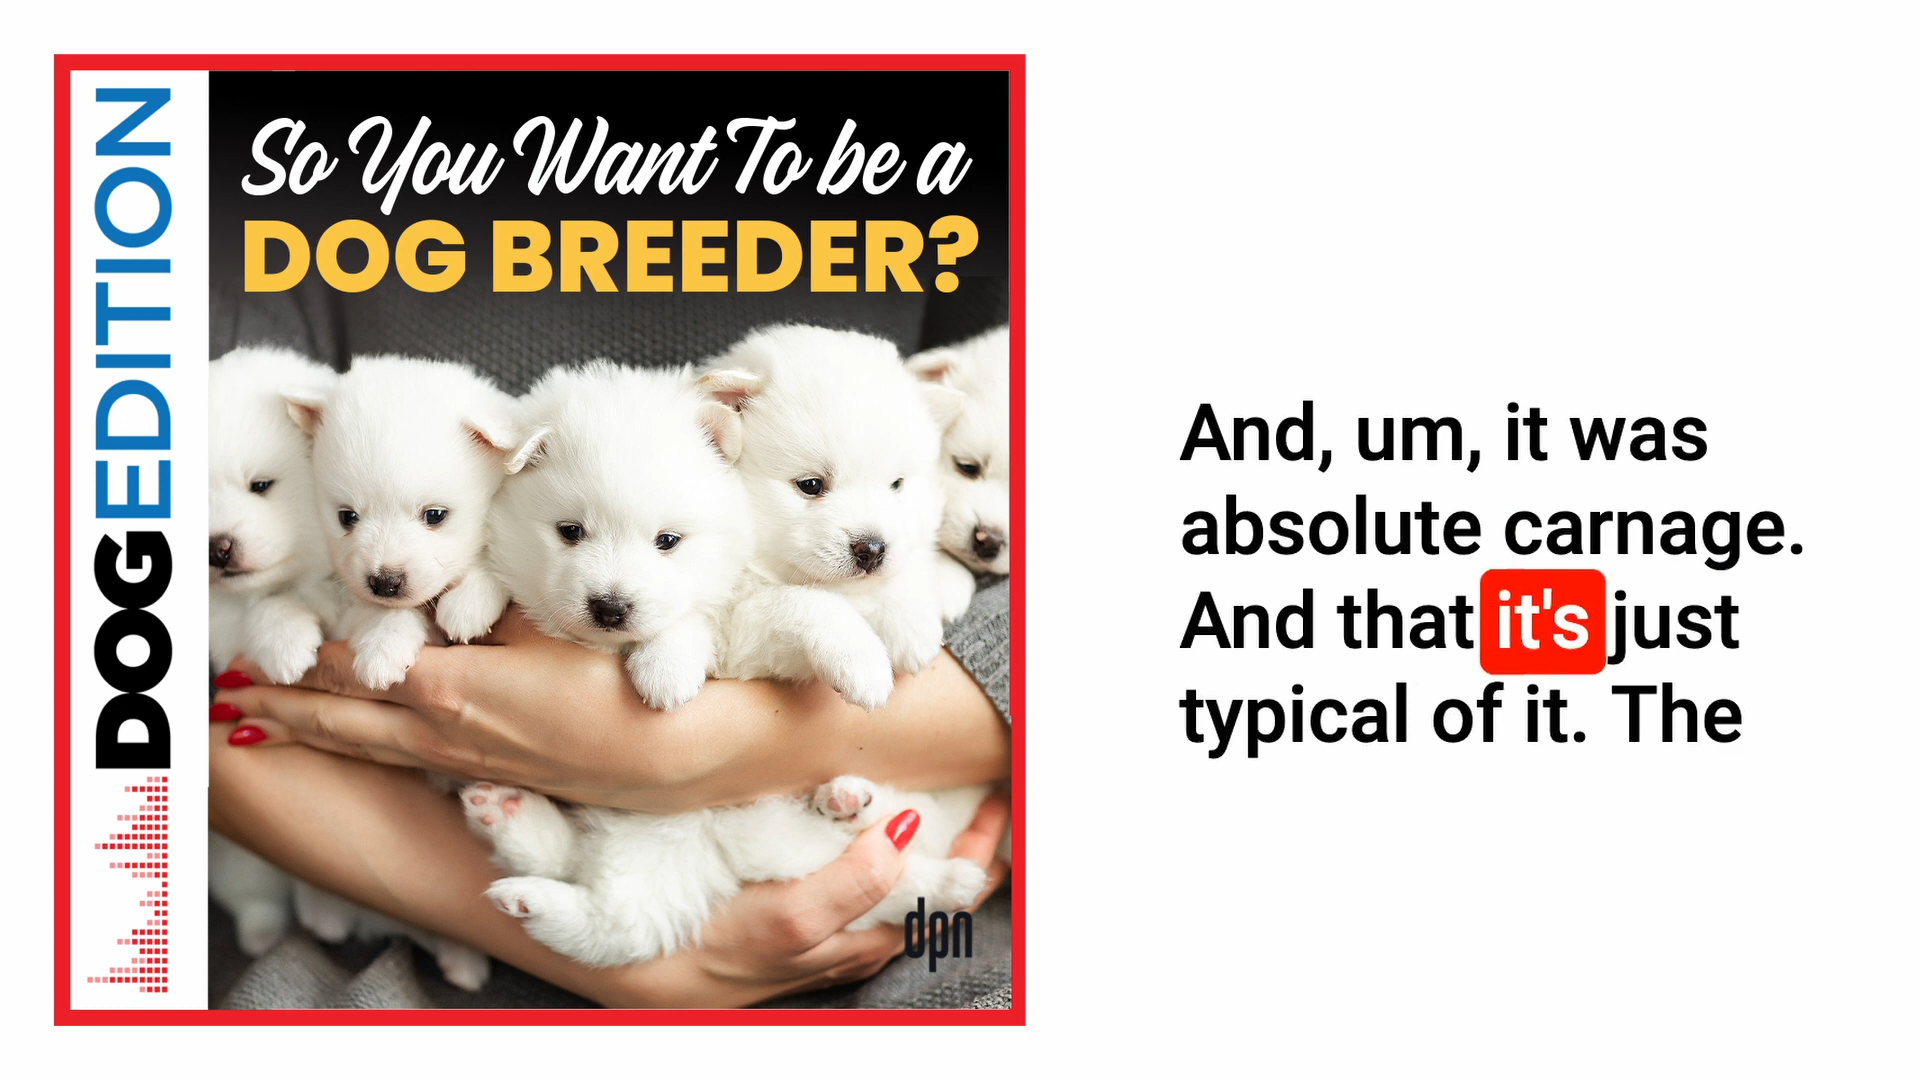 DOGEDITION
So You Want To be a
DOG BREEDER?
dpn
And, um, it was
absolute carnage.
And that it's just
typical of it. The